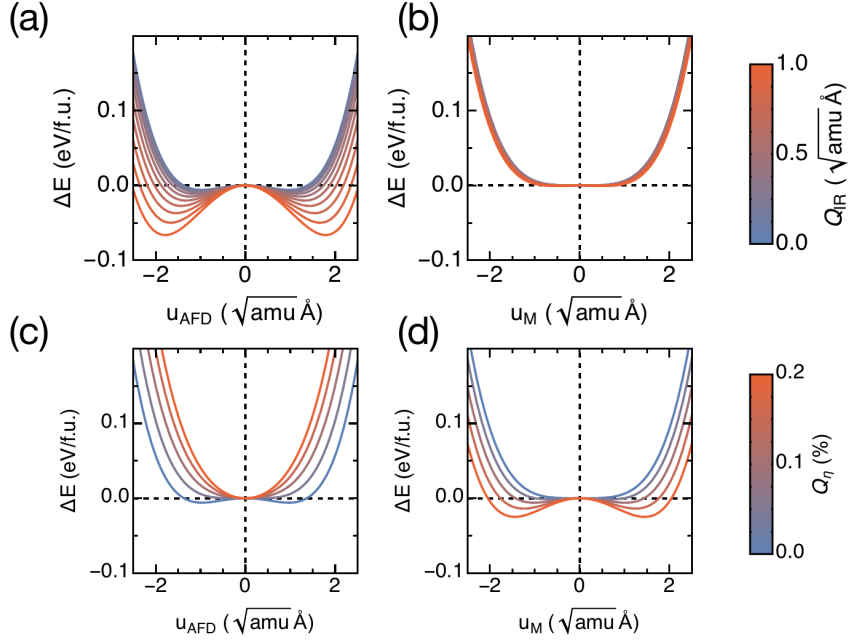 (a)
(b)
ΔE (eV/f.u.)
0.1
0.0
−0.1
−2
0
2
u_AFD (√amu Å)
ΔE (eV/f.u.)
0.1
0.0
−0.1
−2
0
2
u_M (√amu Å)
1.0
0.5
0.0
Q_IR (√amu Å)
(c)
(d)
ΔE (eV/f.u.)
0.1
0.0
−0.1
−2
0
2
u_AFD (√amu Å)
ΔE (eV/f.u.)
0.1
0.0
−0.1
−2
0
2
u_M (√amu Å)
0.2
0.1
0.0
Q_η (%)